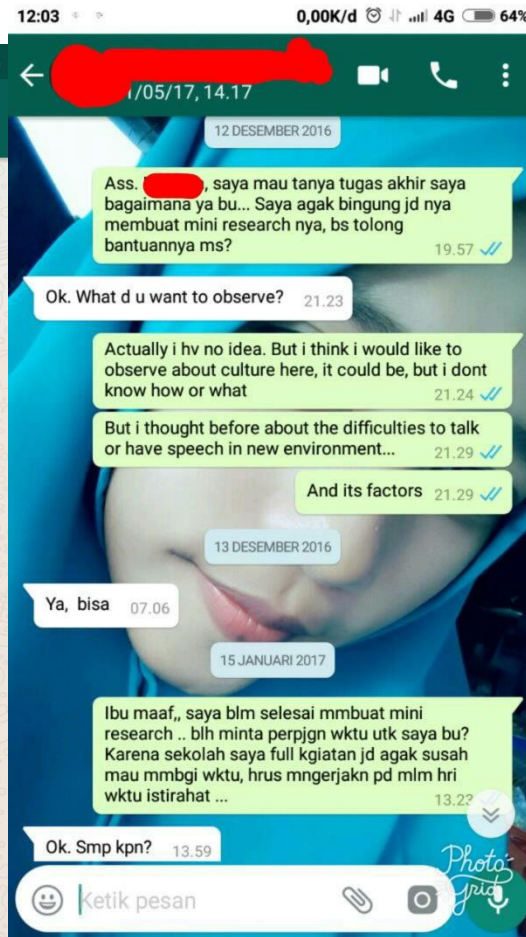 12:03
0,00K/d
4G
64%
1/05/17, 14.17
12 DESEMBER 2016
Ass. , saya mau tanya tugas akhir saya
bagaimana ya bu... Saya agak bingung jd nya
membuat mini research nya, bs tolong
bantuannya ms?
19.57
Ok. What d u want to observe?
21.23
Actually i hv no idea. But i think i would like to
observe about culture here, it could be, but i dont
know how or what
21.24
But i thought before about the difficulties to talk
or have speech in new environment...
21.29
And its factors
21.29
13 DESEMBER 2016
Ya, bisa
07.06
15 JANUARI 2017
Ibu maaf,, saya blm selesai mmbuat mini
research .. blh minta perpjgn wktu utk saya bu?
Karena sekolah saya full kgiatan jd agak susah
mau mmbgi wktu, hrus mngerjakn pd mlm hri
wktu istirahat ...
13.23
Ok. Smp kpn?
13.59
Ketik pesan
Photo
Grid